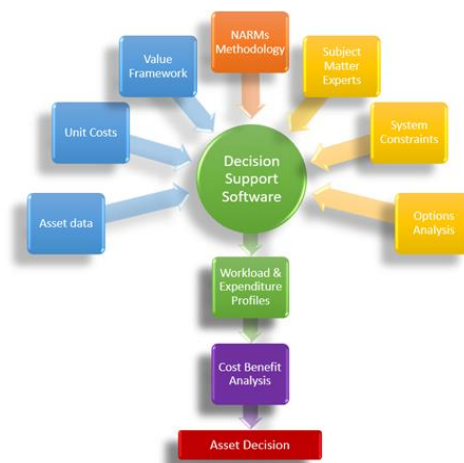 NARMs
Methodology
Value
Framework
Subject
Matter
Experts
Unit Costs
System
Constraints
Decision
Support
Software
Asset data
Options
Analysis
Workload &
Expenditure
Profiles
Cost Benefit
Analysis
Asset Decision